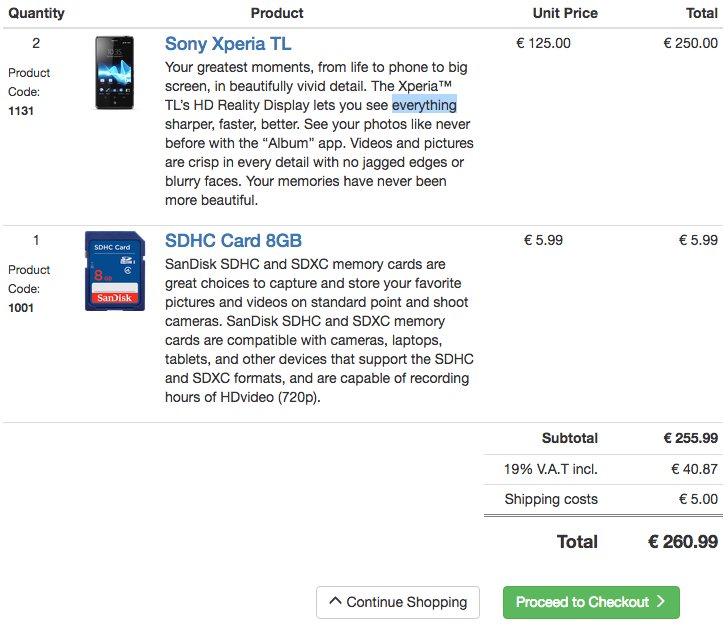 Quantity Product Unit Price Total
2 Sony Xperia TL € 125.00 € 250.00
Product
Code:
1131
Your greatest moments, from life to phone to big
screen, in beautifully vivid detail. The Xperia™
TL’s HD Reality Display lets you see everything
sharper, faster, better. See your photos like never
before with the “Album” app. Videos and pictures
are crisp in every detail with no jagged edges or
blurry faces. Your memories have never been
more beautiful.
1 SDHC Card 8GB € 5.99 € 5.99
Product
Code:
1001
SDHC Card
8 GB
SanDisk
SanDisk SDHC and SDXC memory cards are
great choices to capture and store your favorite
pictures and videos on standard point and shoot
cameras. SanDisk SDHC and SDXC memory
cards are compatible with cameras, laptops,
tablets, and other devices that support the SDHC
and SDXC formats, and are capable of recording
hours of HDvideo (720p).
Subtotal € 255.99
19% V.A.T incl. € 40.87
Shipping costs € 5.00
Total € 260.99
Continue Shopping Proceed to Checkout